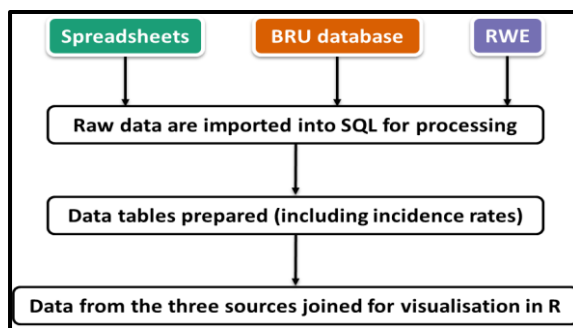 Spreadsheets
BRU database
RWE
Raw data are imported into SQL for processing
Data tables prepared (including incidence rates)
Data from the three sources joined for visualisation in R